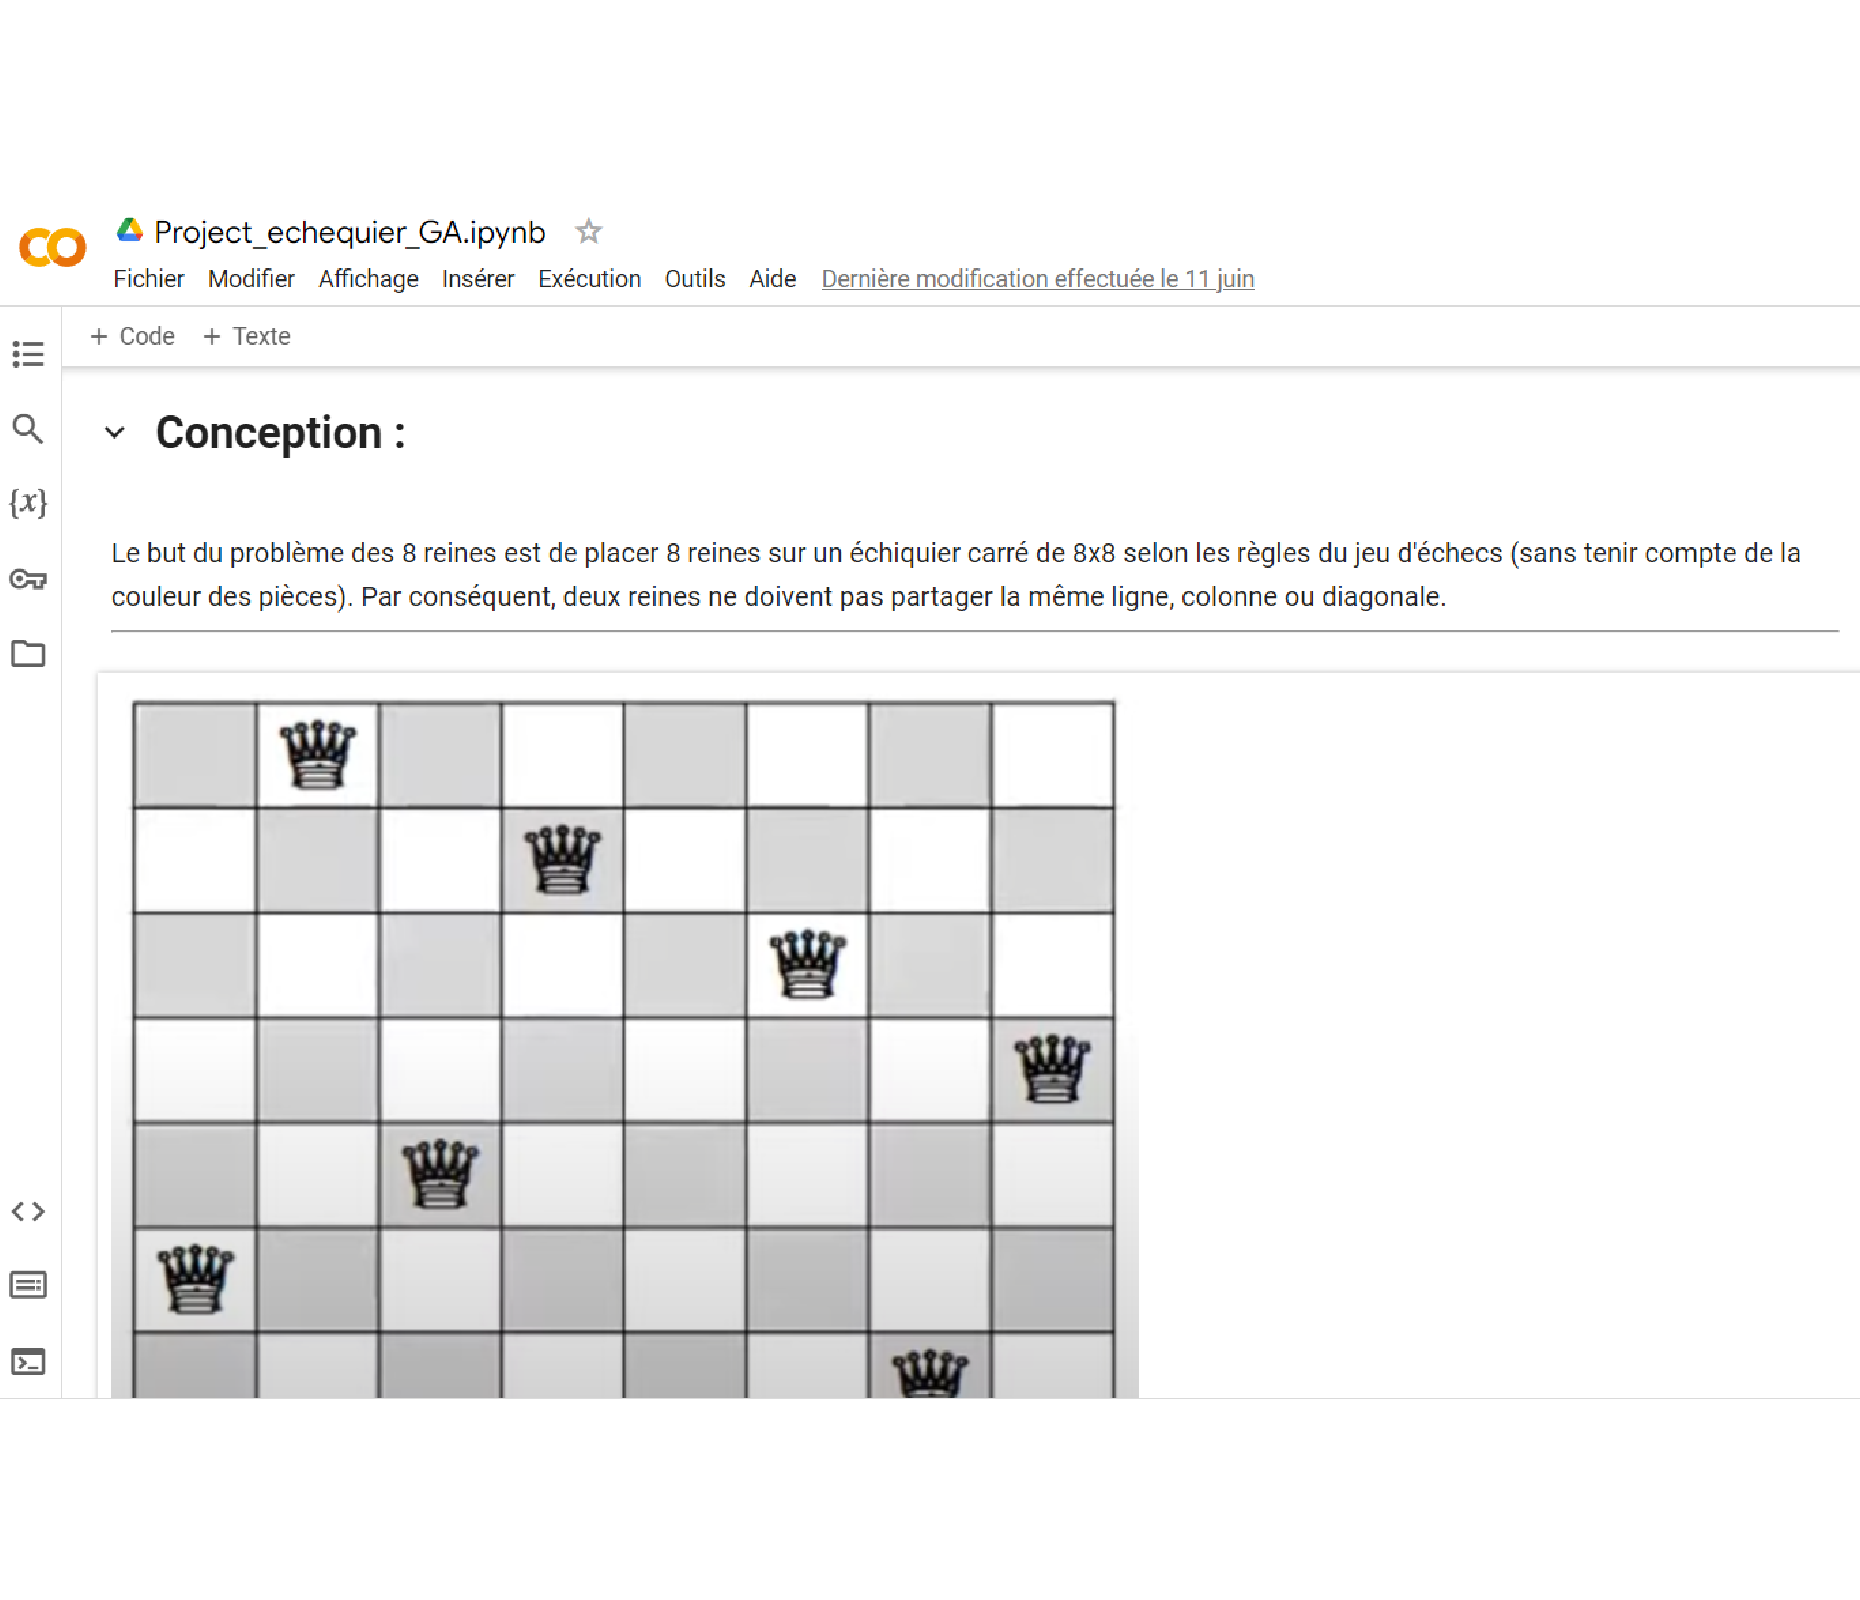 Project_echequier_GA.ipynb
Fichier Modifier Affichage Insérer Exécution Outils Aide Dernière modification effectuée le 11 juin
+ Code + Texte
Conception :
{x}
Le but du problème des 8 reines est de placer 8 reines sur un échiquier carré de 8x8 selon les règles du jeu d'échecs (sans tenir compte de la
couleur des pièces). Par conséquent, deux reines ne doivent pas partager la même ligne, colonne ou diagonale.